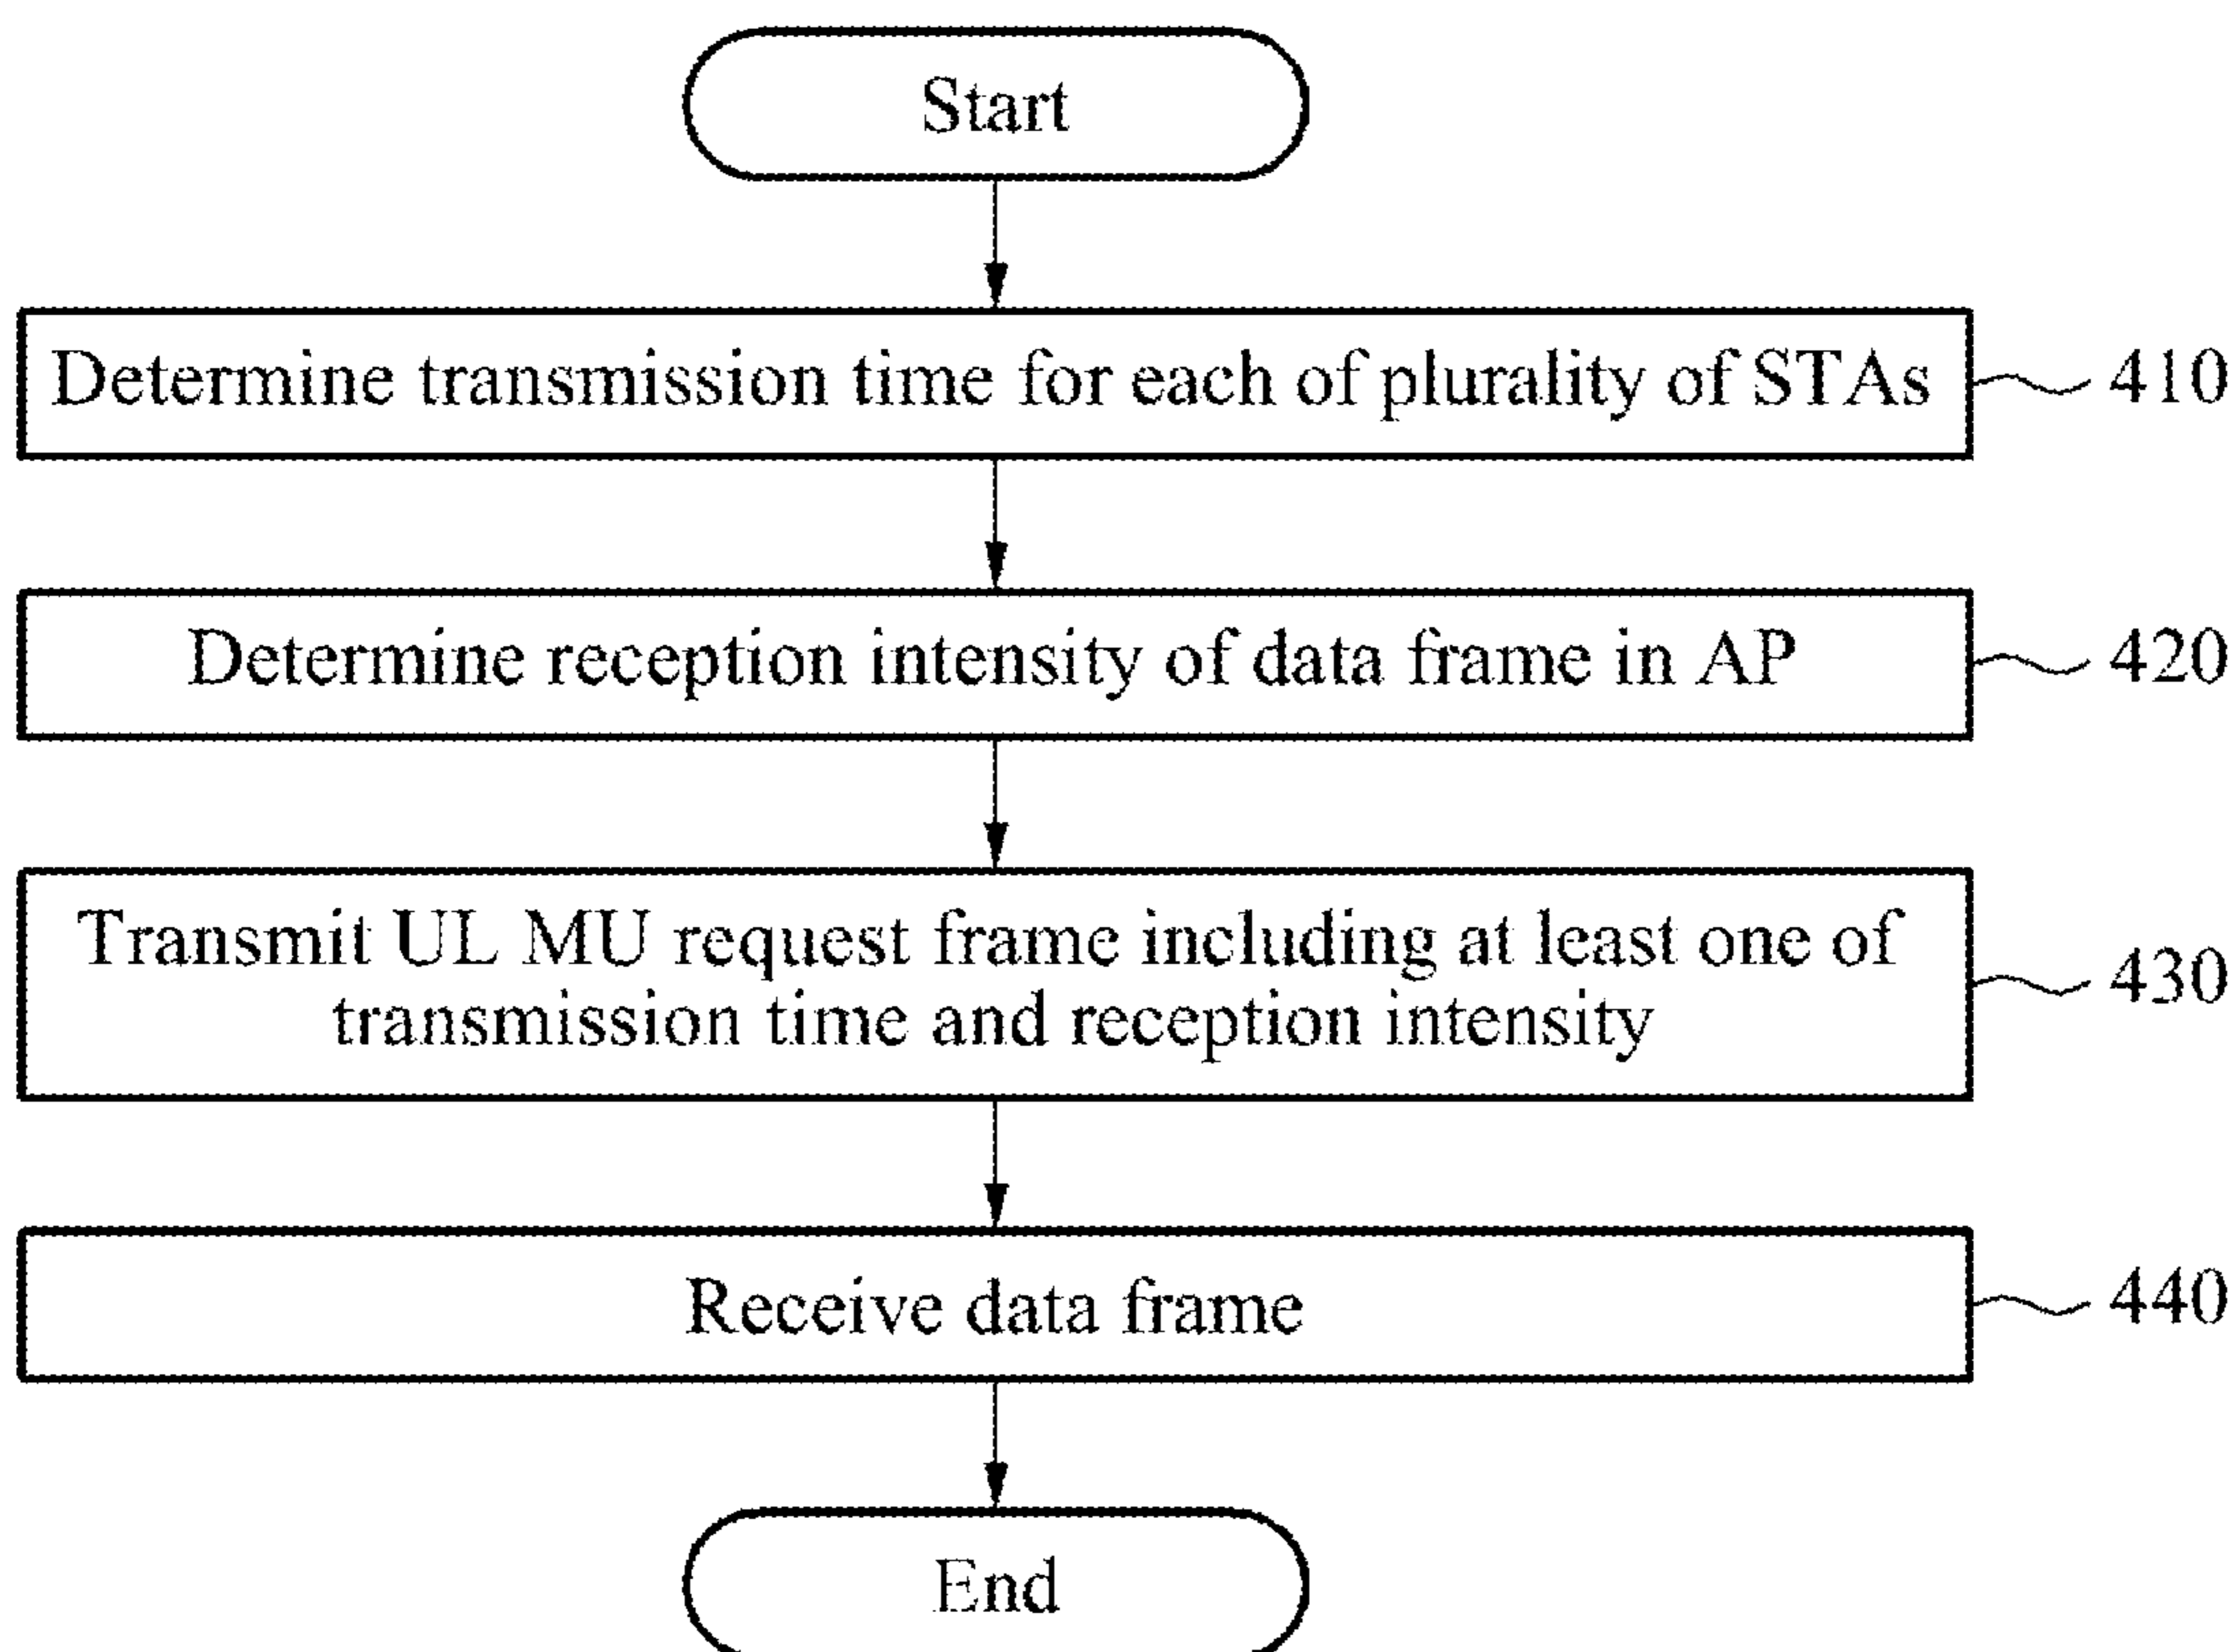 Start
Determine transmission time for each of plurality of STAs
410
Determine reception intensity of data frame in AP
420
Transmit UL MU request frame including at least one of
transmission time and reception intensity
430
Receive data frame
440
End